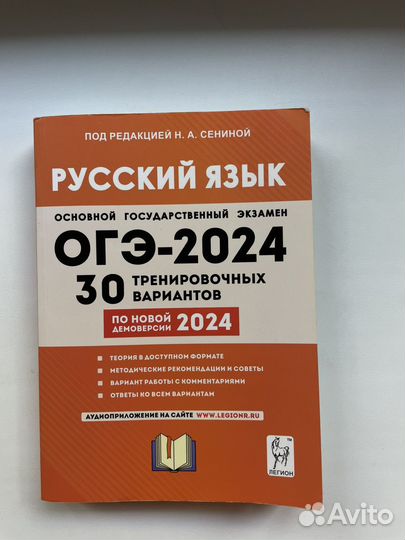 ПОД РЕДАКЦИЕЙ Н. А. СЕНИНОЙ
РУССКИЙ ЯЗЫК
ОСНОВНОЙ ГОСУДАРСТВЕННЫЙ ЭКЗАМЕН
ОГЭ-2024
30 ТРЕНИРОВОЧНЫХ
ВАРИАНТОВ
ПО НОВОЙ
ДЕМОВЕРСИИ 2024
ТЕОРИЯ В ДОСТУПНОМ ФОРМАТЕ
МЕТОДИЧЕСКИЕ РЕКОМЕНДАЦИИ И СОВЕТЫ
ВАРИАНТ РАБОТЫ С КОММЕНТАРИЯМИ
ОТВЕТЫ КО ВСЕМ ВАРИАНТАМ
АУДИОПРИЛОЖЕНИЕ НА САЙТЕ WWW.LEGIONR.RU
TM
ЛЕГИОН
Avito